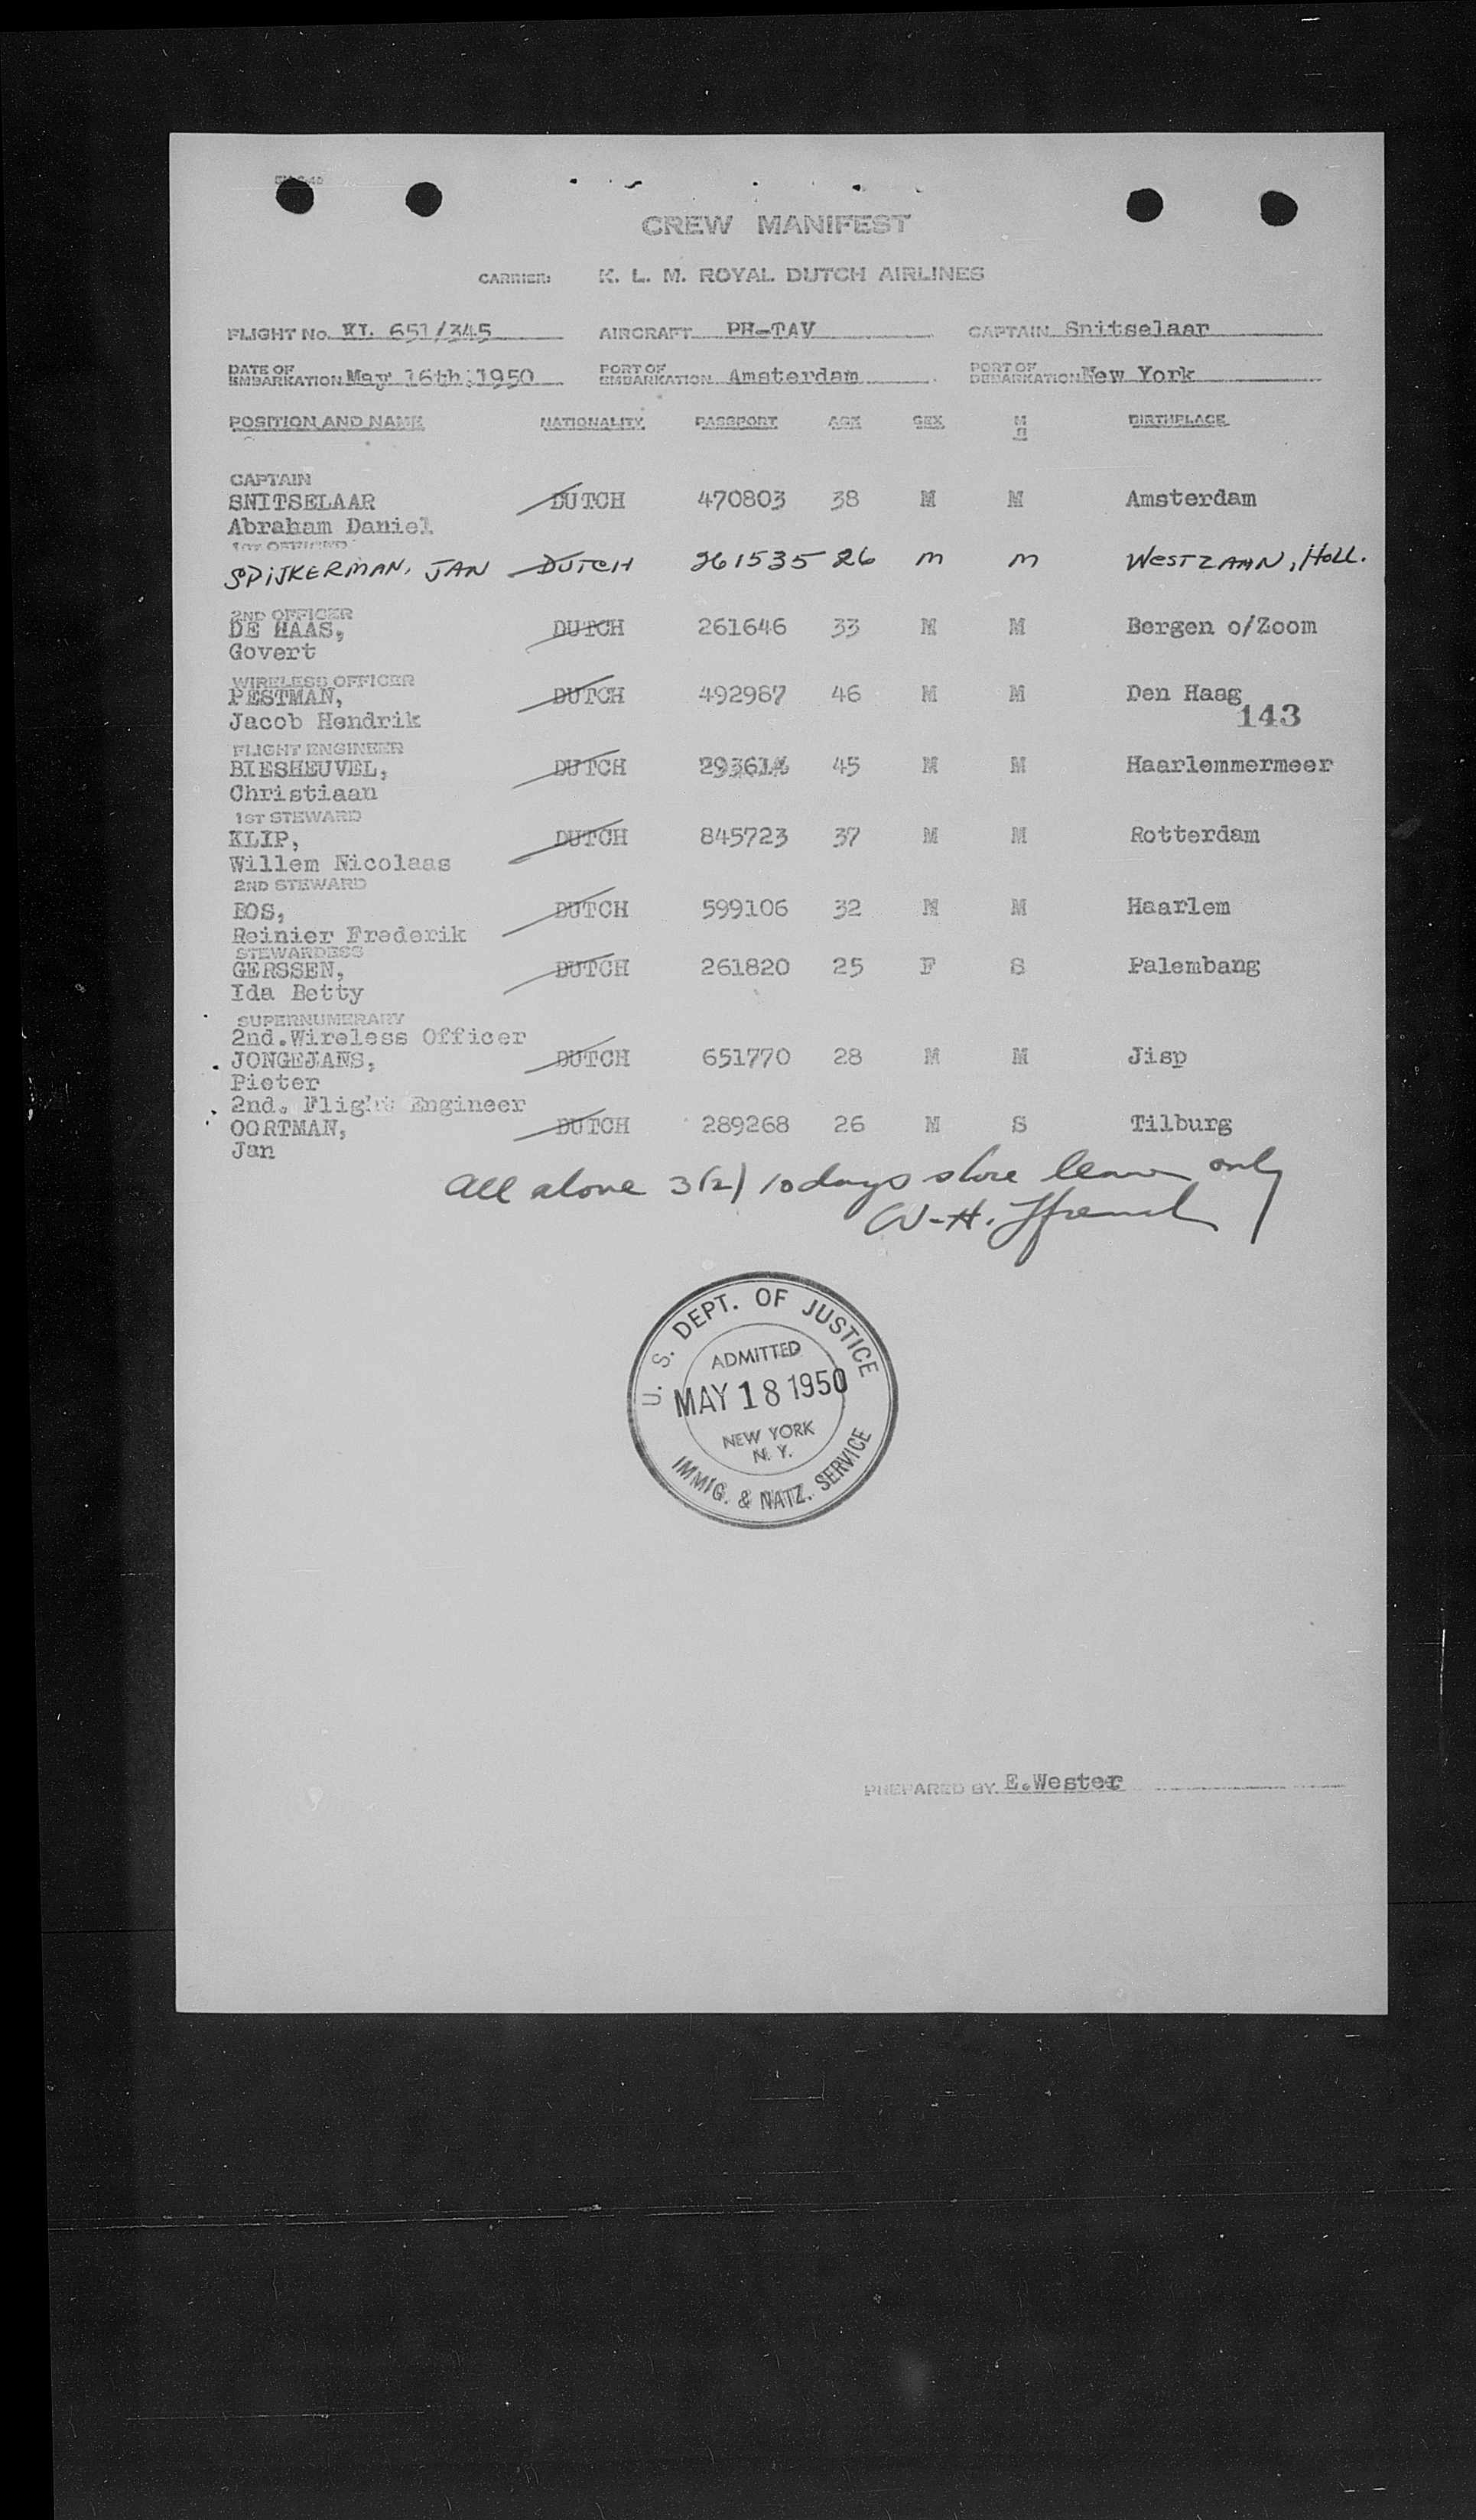 CREW MANIFEST
CARRIER: K. L. M. ROYAL DUTCH AIRLINES
FLIGHT No. KL 651/345 AIRCRAFT PH-TAV CAPTAIN Snitselaar
DATE OF EMBARKATION May 16th, 1950 PORT OF EMBARKATION Amsterdam PORT OF DEBARKATION New York
POSITION AND NAME NATIONALITY PASSPORT AGE SEX M BIRTHPLACE
CAPTAIN
SNITSELAAR DUTCH 470803 38 M M Amsterdam
Abraham Daniel
1ST OFFICER
SPIJKERMAN, JAN DUTCH 261535 26 M M WESTZAAN, HOLL.
2ND OFFICER
DE HAAS, DUTCH 261646 33 M M Bergen o/Zoom
Govert
WIRELESS OFFICER
PESTMAN, DUTCH 492987 46 M M Den Haag
143
Jacob Hendrik
FLIGHT ENGINEER
BIESHEUVEL, DUTCH 45 M M Haarlemmermeer
Christiaan
1ST STEWARD
KLIP, DUTCH 845723 37 M M Rotterdam
Willem Nicolaas
2ND STEWARD
BOS, DUTCH 599106 32 M M Haarlem
Reinier Frederik
STEWARDESS
GERSSEN, DUTCH 261820 25 F S Palembang
Ida Betty
SUPERNUMERARY
2nd.Wireless Officer
JONGEJANS, DUTCH 651770 28 M M Jisp
Pieter
2nd. Flight Engineer
OORTMAN, DUTCH 289268 26 M S Tilburg
Jan
All above 3(2) 10 days shore leave only
W-H.
U. S. DEPT. OF JUSTICE
ADMITTED
MAY 18 1950
NEW YORK
N. Y.
IMMIG. & NATZ. SERVICE
PREPARED BY E.Wester